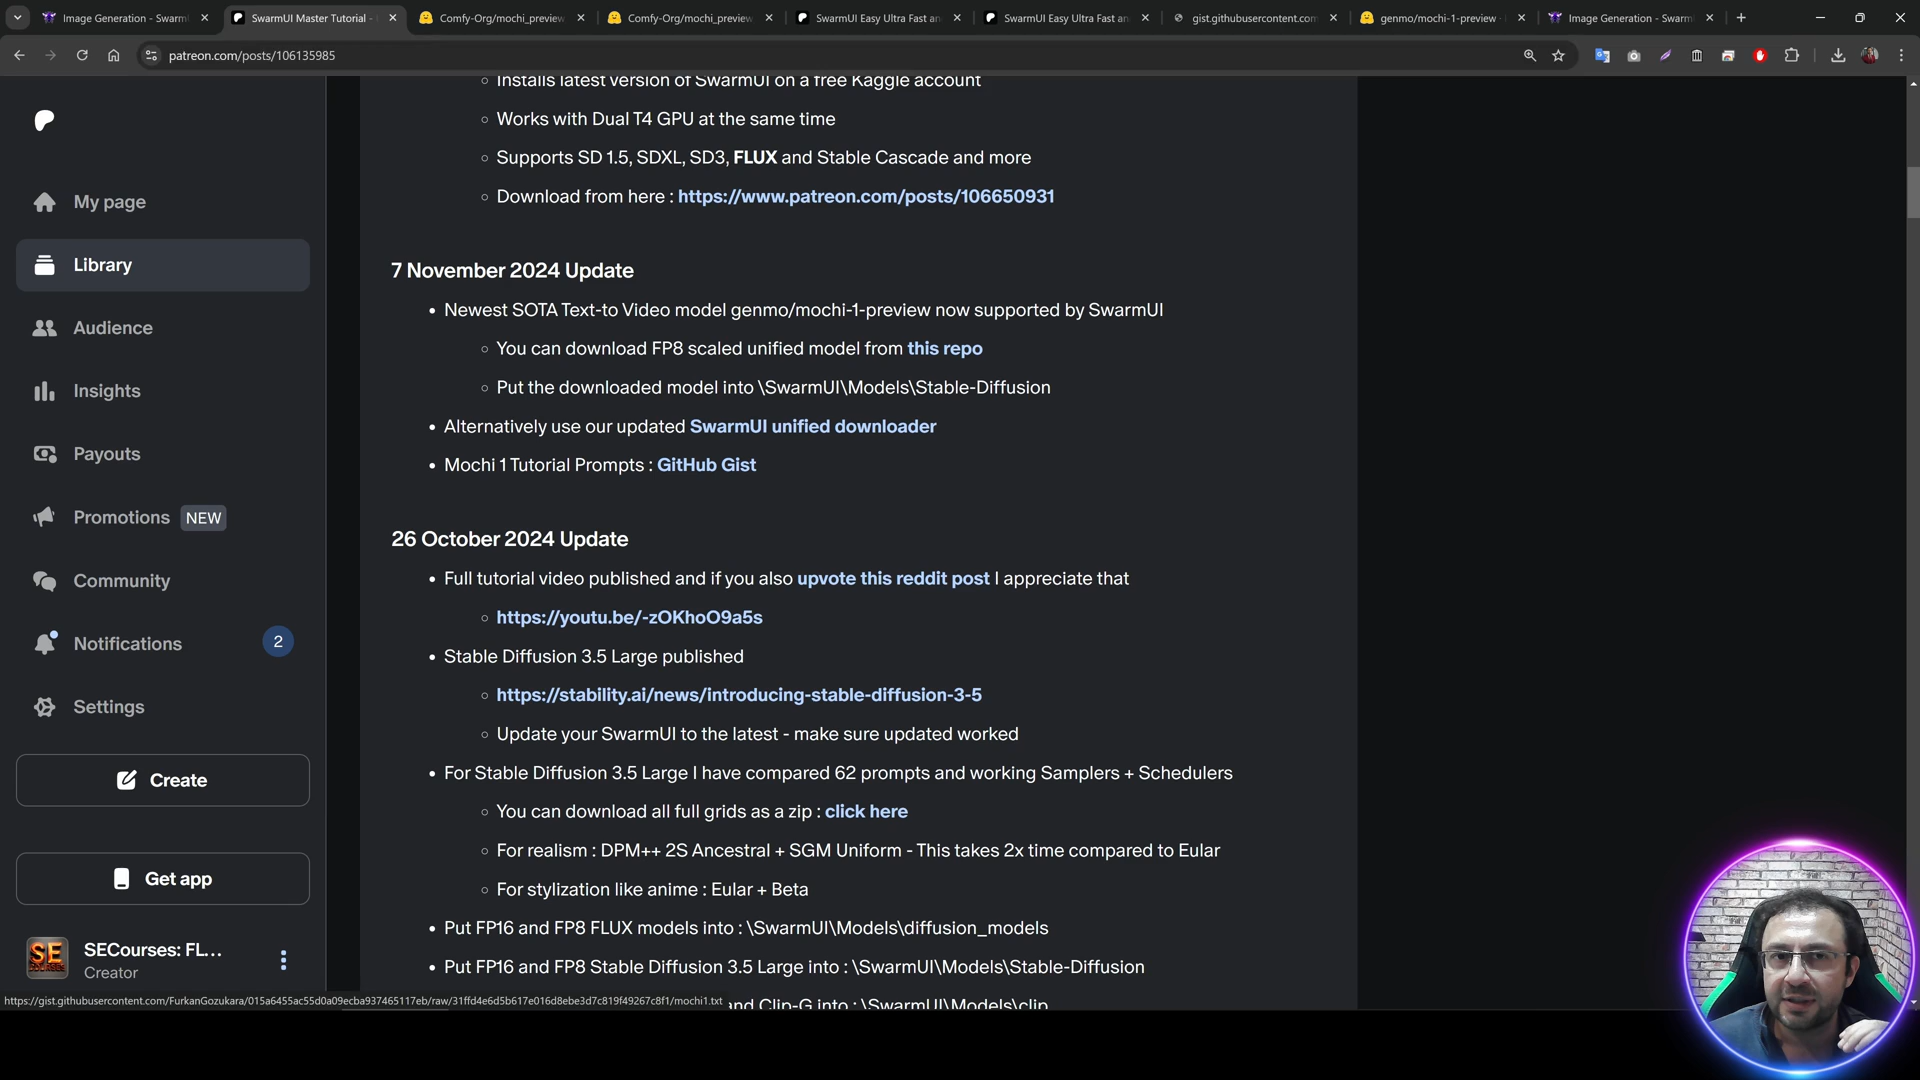 Image Generation - SwarmU
SwarmUI Master Tutorial -
Comfy-Org/mochi_preview
Comfy-Org/mochi_preview
SwarmUI Easy Ultra Fast an
SwarmUI Easy Ultra Fast an
gist.githubusercontent.com
genmo/mochi-1-preview ·
Image Generation - SwarmU
patreon.com/posts/106135985
My page
Library
Audience
Insights
Payouts
Promotions NEW
Community
Notifications 2
Settings
Create
Get app
SE
SECourses: FL...
Creator
Installs latest version of SwarmUI on a free Kaggle account
Works with Dual T4 GPU at the same time
Supports SD 1.5, SDXL, SD3, FLUX and Stable Cascade and more
Download from here : https://www.patreon.com/posts/106650931
7 November 2024 Update
Newest SOTA Text-to Video model genmo/mochi-1-preview now supported by SwarmUI
You can download FP8 scaled unified model from this repo
Put the downloaded model into \SwarmUI\Models\Stable-Diffusion
Alternatively use our updated SwarmUI unified downloader
Mochi 1 Tutorial Prompts : GitHub Gist
26 October 2024 Update
Full tutorial video published and if you also upvote this reddit post I appreciate that
https://youtu.be/-zOKhoO9a5s
Stable Diffusion 3.5 Large published
https://stability.ai/news/introducing-stable-diffusion-3-5
Update your SwarmUI to the latest - make sure updated worked
For Stable Diffusion 3.5 Large I have compared 62 prompts and working Samplers + Schedulers
You can download all full grids as a zip : click here
For realism : DPM++ 2S Ancestral + SGM Uniform - This takes 2x time compared to Eular
For stylization like anime : Eular + Beta
Put FP16 and FP8 FLUX models into : \SwarmUI\Models\diffusion_models
Put FP16 and FP8 Stable Diffusion 3.5 Large into : \SwarmUI\Models\Stable-Diffusion
and Clip-G into : \SwarmUI\Models\clip
https://gist.githubusercontent.com/FurkanGozukara/015a6455ac55d0a09ecba937465117eb/raw/31ffd4e6d5b617e016d8ebe3d7c819f49267c8f1/mochi1.txt